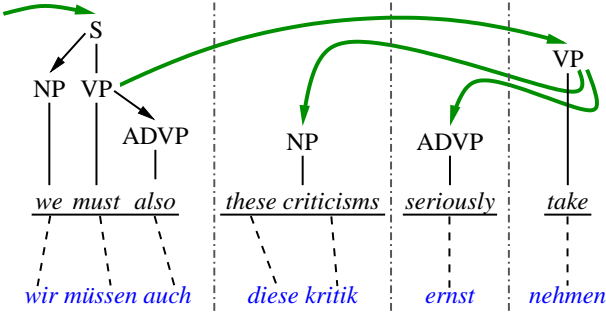 S
VP
NP VP
ADVP NP ADVP
we must also these criticisms seriously take
wir müssen auch diese kritik ernst nehmen